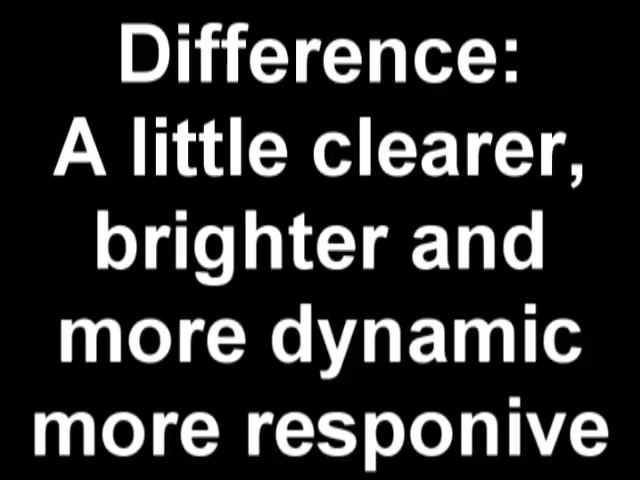 Difference:
A little clearer,
brighter and
more dynamic
more responive